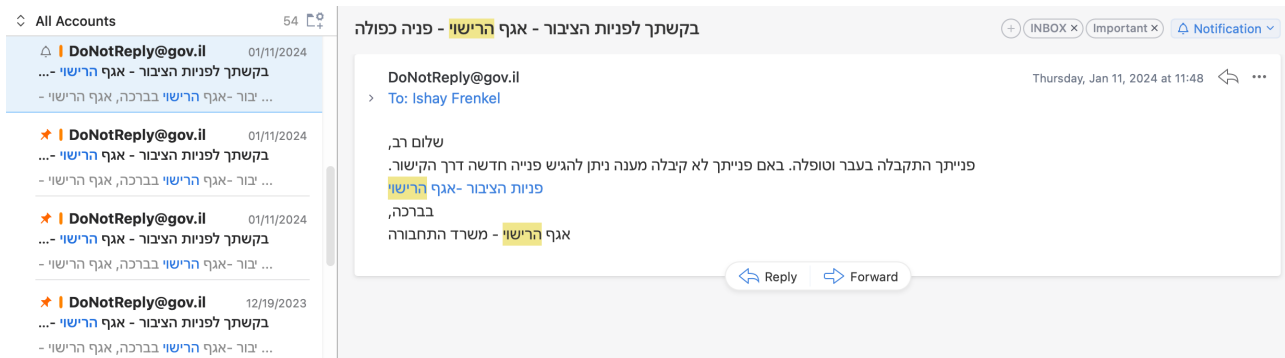 All Accounts 54
DoNotReply@gov.il 01/11/2024
בקשתך לפניות הציבור - אגף הרישוי -...
... יבור -אגף הרישוי בברכה, אגף הרישוי -
DoNotReply@gov.il 01/11/2024
בקשתך לפניות הציבור - אגף הרישוי -...
... יבור -אגף הרישוי בברכה, אגף הרישוי -
DoNotReply@gov.il 01/11/2024
בקשתך לפניות הציבור - אגף הרישוי -...
... יבור -אגף הרישוי בברכה, אגף הרישוי -
DoNotReply@gov.il 12/19/2023
בקשתך לפניות הציבור - אגף הרישוי -...
... יבור -אגף הרישוי בברכה, אגף הרישוי -
בקשתך לפניות הציבור - אגף הרישוי - פניה כפולה
INBOX × Important × Notification
DoNotReply@gov.il Thursday, Jan 11, 2024 at 11:48
To: Ishay Frenkel
שלום רב,
פנייתך התקבלה בעבר וטופלה. באם פנייתך לא קיבלה מענה ניתן להגיש פנייה חדשה דרך הקישור.
פניות הציבור -אגף הרישוי
בברכה,
אגף הרישוי - משרד התחבורה
Reply Forward